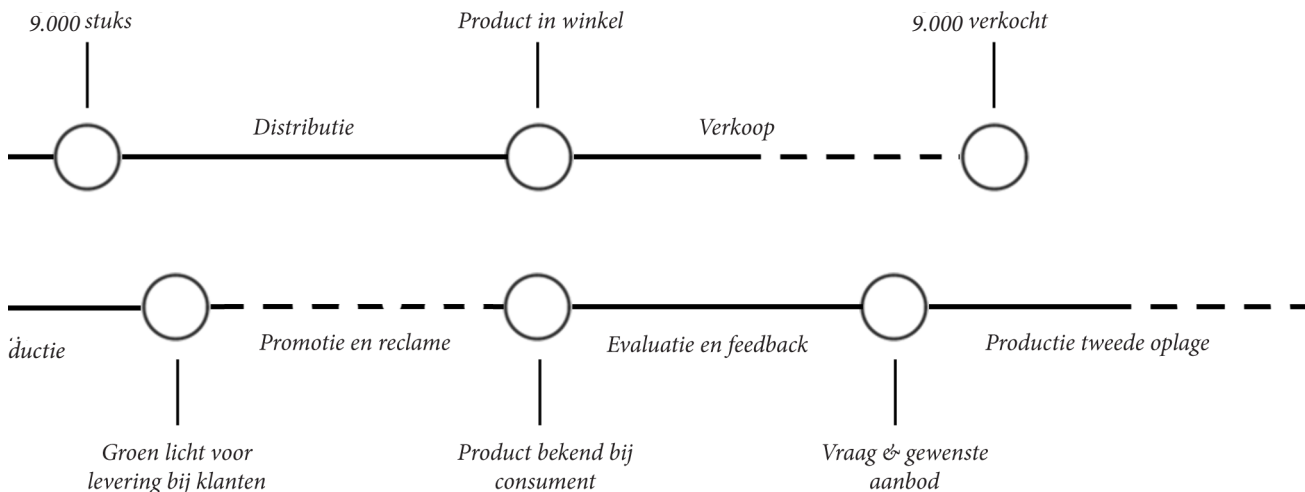 9.000 stuks
Product in winkel
9.000 verkocht
Distributie
Verkoop
ductie
Promotie en reclame
Evaluatie en feedback
Productie tweede oplage
Groen licht voor
levering bij klanten
Product bekend bij
consument
Vraag & gewenste
aanbod